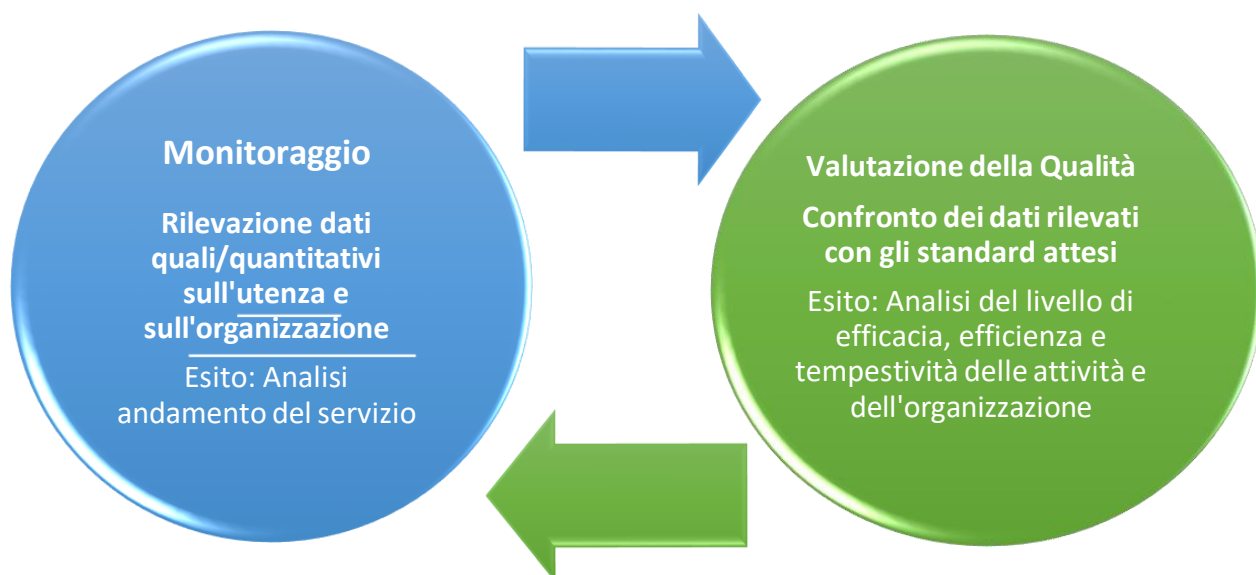 Monitoraggio
Rilevazione dati
quali/quantitativi
sull'utenza e
sull'organizzazione
Esito: Analisi
andamento del servizio
Valutazione della Qualità
Confronto dei dati rilevati
con gli standard attesi
Esito: Analisi del livello di
efficacia, efficienza e
tempestività delle attività e
dell'organizzazione